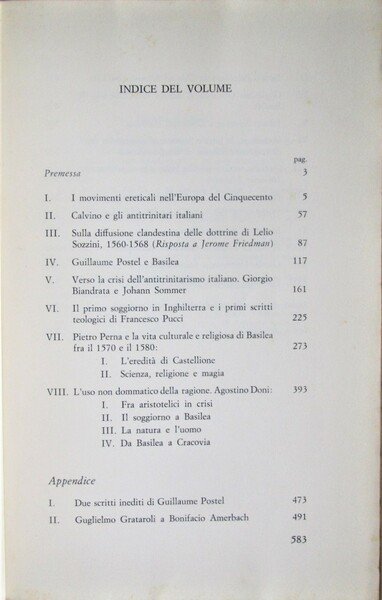 INDICE DEL VOLUME
pag.
Premessa 3
I. I movimenti ereticali nell'Europa del Cinquecento 5
II. Calvino e gli antitrinitari italiani 57
III. Sulla diffusione clandestina delle dottrine di Lelio
Sozzini, 1560-1568 (Risposta a Jerome Friedman) 87
IV. Guillaume Postel e Basilea 117
V. Verso la crisi dell'antitrinitarismo italiano. Giorgio
Biandrata e Johann Sommer 161
VI. Il primo soggiorno in Inghilterra e i primi scritti
teologici di Francesco Pucci 225
VII. Pietro Perna e la vita culturale e religiosa di Basilea
fra il 1570 e il 1580: 273
I. L'eredità di Castellione
II. Scienza, religione e magia
VIII. L'uso non dommatico della ragione. Agostino Doni: 393
I. Fra aristotelici in crisi
II. Il soggiorno a Basilea
III. La natura e l'uomo
IV. Da Basilea a Cracovia
Appendice
I. Due scritti inediti di Guillaume Postel 473
II. Guglielmo Grataroli a Bonifacio Amerbach 491
583